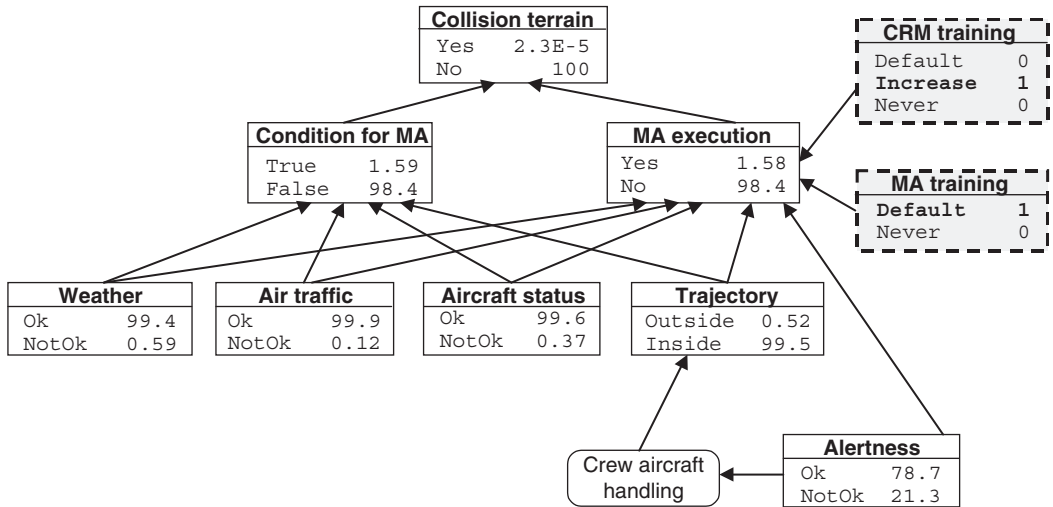 Collision terrain
Yes 2.3E-5
No 100
CRM training
Default 0
Increase 1
Never 0
Condition for MA
True 1.59
False 98.4
MA execution
Yes 1.58
No 98.4
MA training
Default 1
Never 0
Weather
Ok 99.4
NotOk 0.59
Air traffic
Ok 99.9
NotOk 0.12
Aircraft status
Ok 99.6
NotOk 0.37
Trajectory
Outside 0.52
Inside 99.5
Crew aircraft
handling
Alertness
Ok 78.7
NotOk 21.3